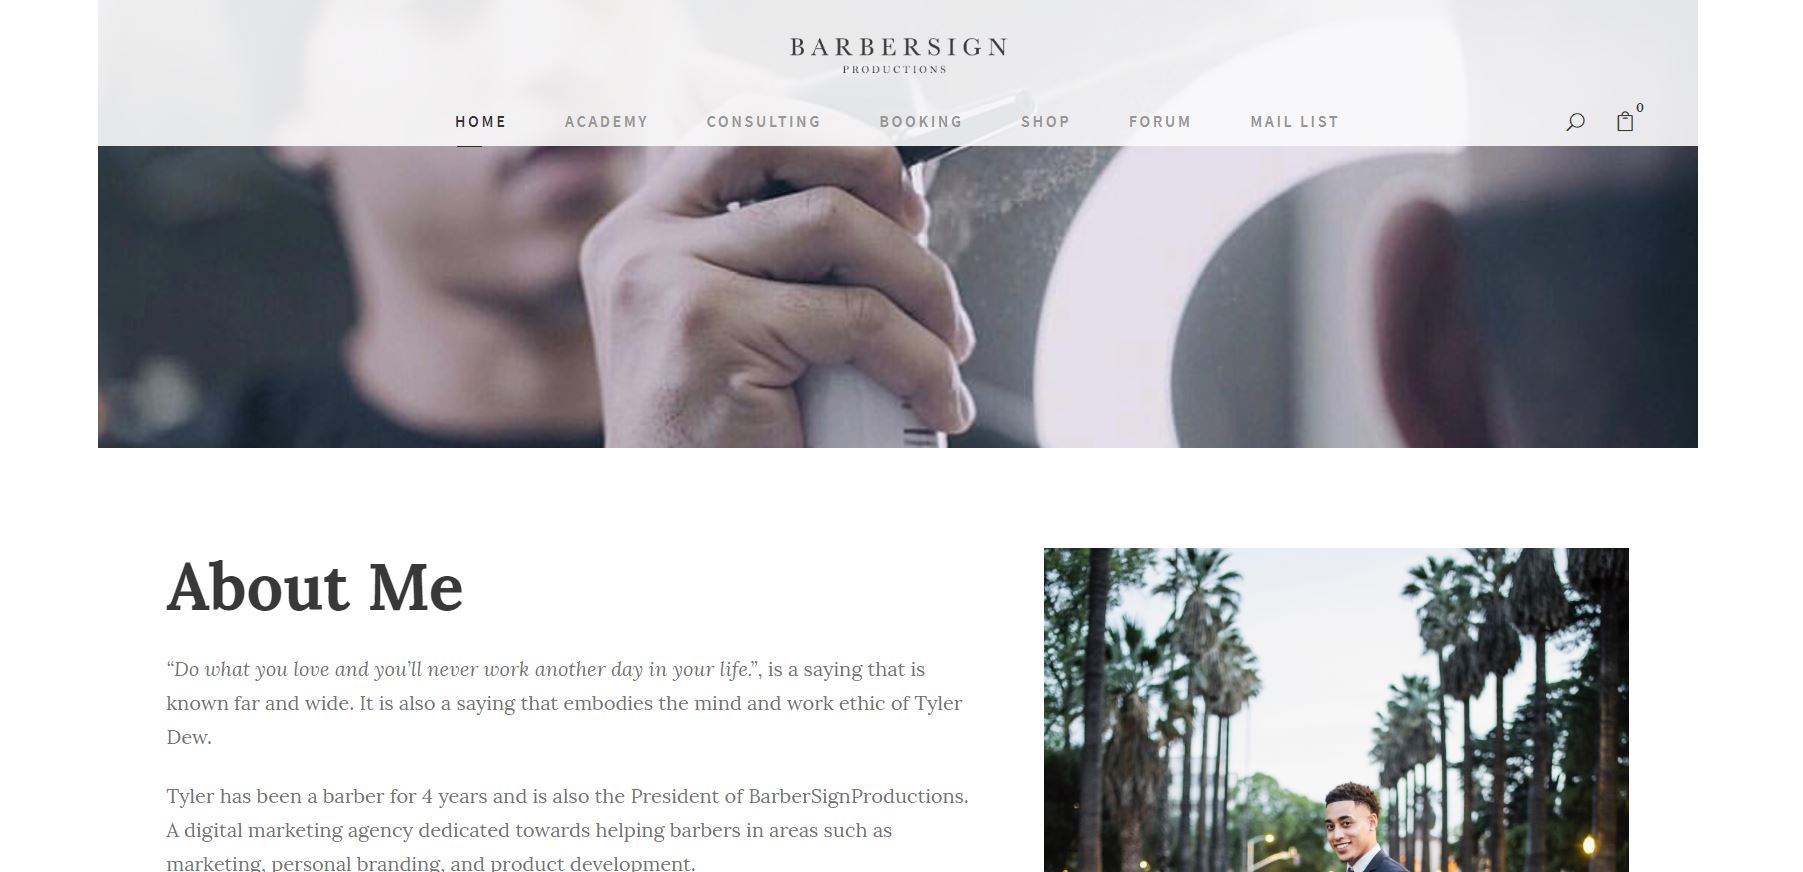 BARBERSIGN
PRODUCTIONS
HOME ACADEMY CONSULTING BOOKING SHOP FORUM MAIL LIST 0
About Me
“Do what you love and you’ll never work another day in your life.”, is a saying that is
known far and wide. It is also a saying that embodies the mind and work ethic of Tyler
Dew.
Tyler has been a barber for 4 years and is also the President of BarberSignProductions.
A digital marketing agency dedicated towards helping barbers in areas such as
marketing, personal branding, and product development.